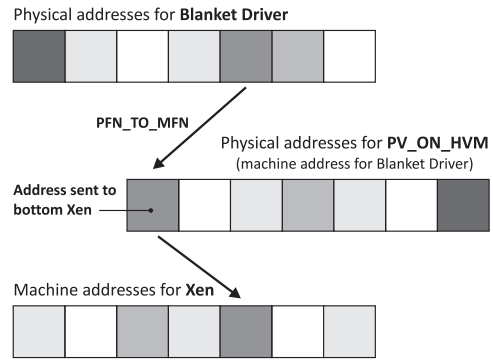 Physical addresses for Blanket Driver
PFN_TO_MFN
Physical addresses for PV_ON_HVM
(machine address for Blanket Driver)
Address sent to
bottom Xen
Machine addresses for Xen